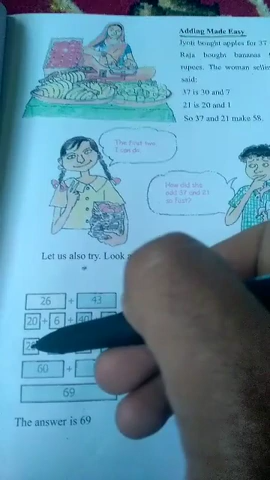 Adding Made Easy
Jyoti bought apples for 37
Raja bought bananas
rupees. The woman sellin
said:
37 is 30 and 7
21 is 20 and 1
So 37 and 21 make 58.
The fruit
I can do.
How did she
add 37 and 21
so fast?
Let us also try. Look
26 + 43
20 + 6 + 40
60 +
69
The answer is 69